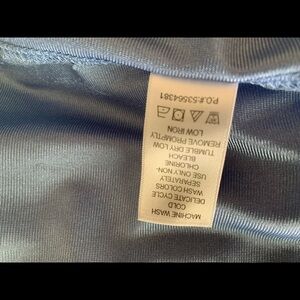 MACHINE WASH
COLD
DELICATE CYCLE
WASH COLORS
SEPARATELY
USE ONLY NON-
CHLORINE
BLEACH
TUMBLE DRY LOW
REMOVE PROMPTLY
LOW IRON
P.O.#:53554381